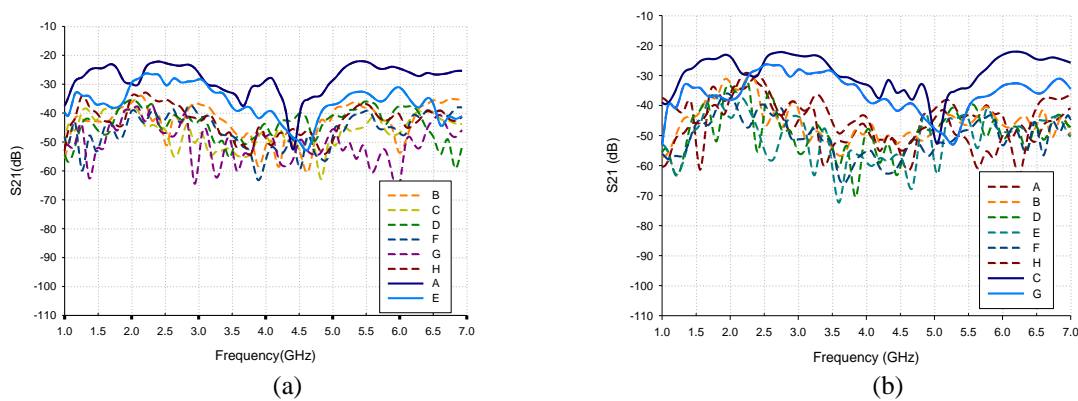 -10
-20
-30
-40
-50
-60
-70
-80
-90
-100
-110
S21(dB)
1.0 1.5 2.0 2.5 3.0 3.5 4.0 4.5 5.0 5.5 6.0 6.5 7.0
Frequency(GHz)
B
C
D
F
G
H
A
E
(a)
-10
-20
-30
-40
-50
-60
-70
-80
-90
-100
-110
S21 (dB)
1.0 1.5 2.0 2.5 3.0 3.5 4.0 4.5 5.0 5.5 6.0 6.5 7.0
Frequency (GHz)
A
B
D
E
F
H
C
G
(b)